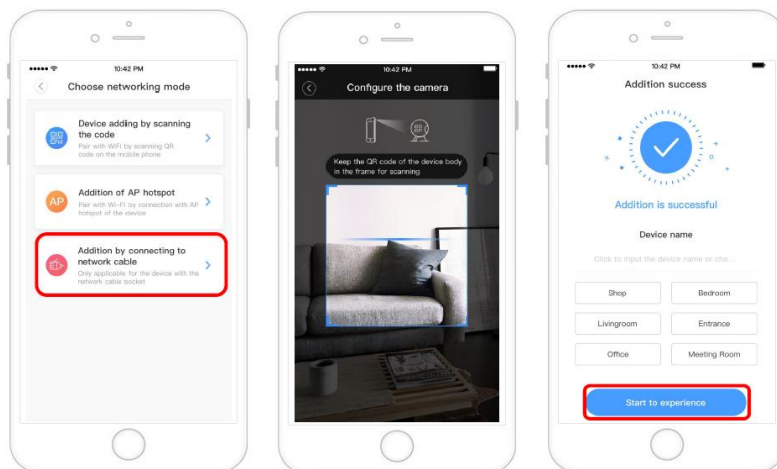 10:42 PM
Choose networking mode
Device adding by scanning
the code
Pair with WiFi by scanning QR
code on the mobile phone
AP
Addition of AP hotspot
Pair with Wi-Fi by connection with AP
hotspot of the device
Addition by connecting to
network cable
Only applicable for the device with the
network cable socket
10:42 PM
Configure the camera
Keep the QR code of the device body
in the frame for scanning
10:42 PM
Addition success
Addition is successful
Device name
Click to input the device name or cho...
Shop
Bedroom
Livingroom
Entrance
Office
Meeting Room
Start to experience